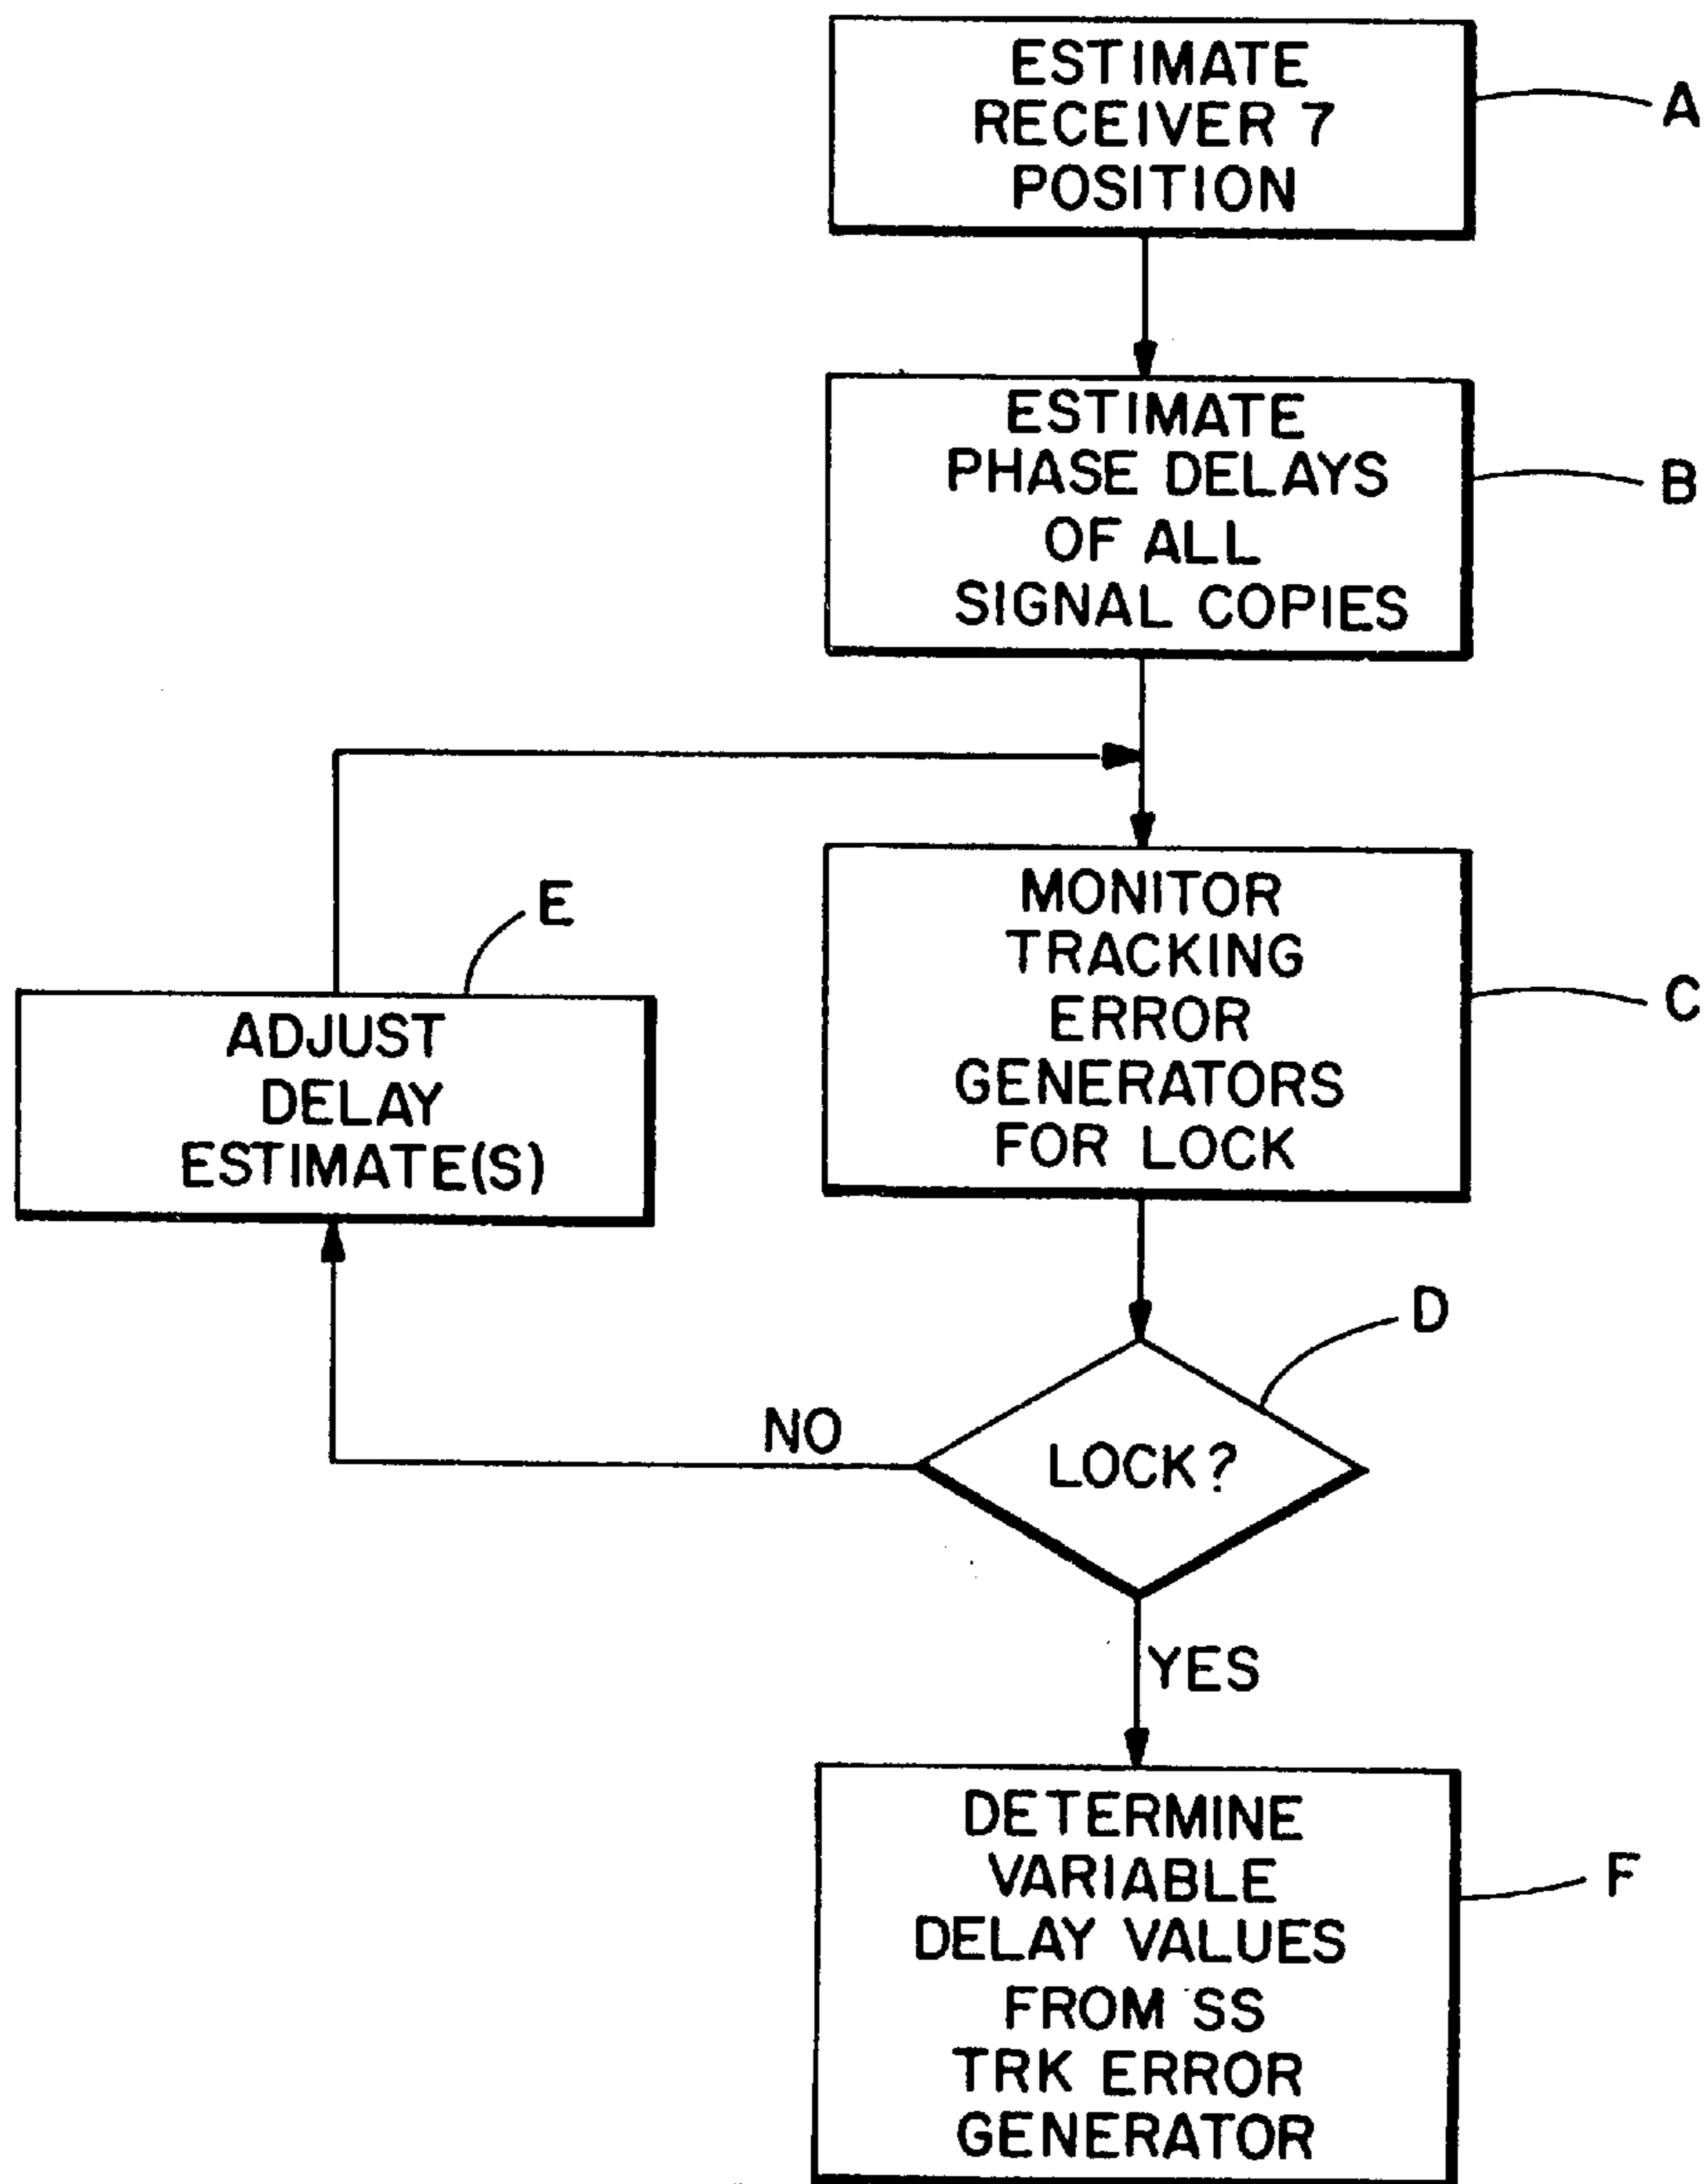 ESTIMATE
RECEIVER 7
POSITION
A
ESTIMATE
PHASE DELAYS
OF ALL
SIGNAL COPIES
B
MONITOR
TRACKING
ERROR
GENERATORS
FOR LOCK
C
E
ADJUST
DELAY
ESTIMATE(S)
D
LOCK?
NO
YES
DETERMINE
VARIABLE
DELAY VALUES
FROM SS
TRK ERROR
GENERATOR
F